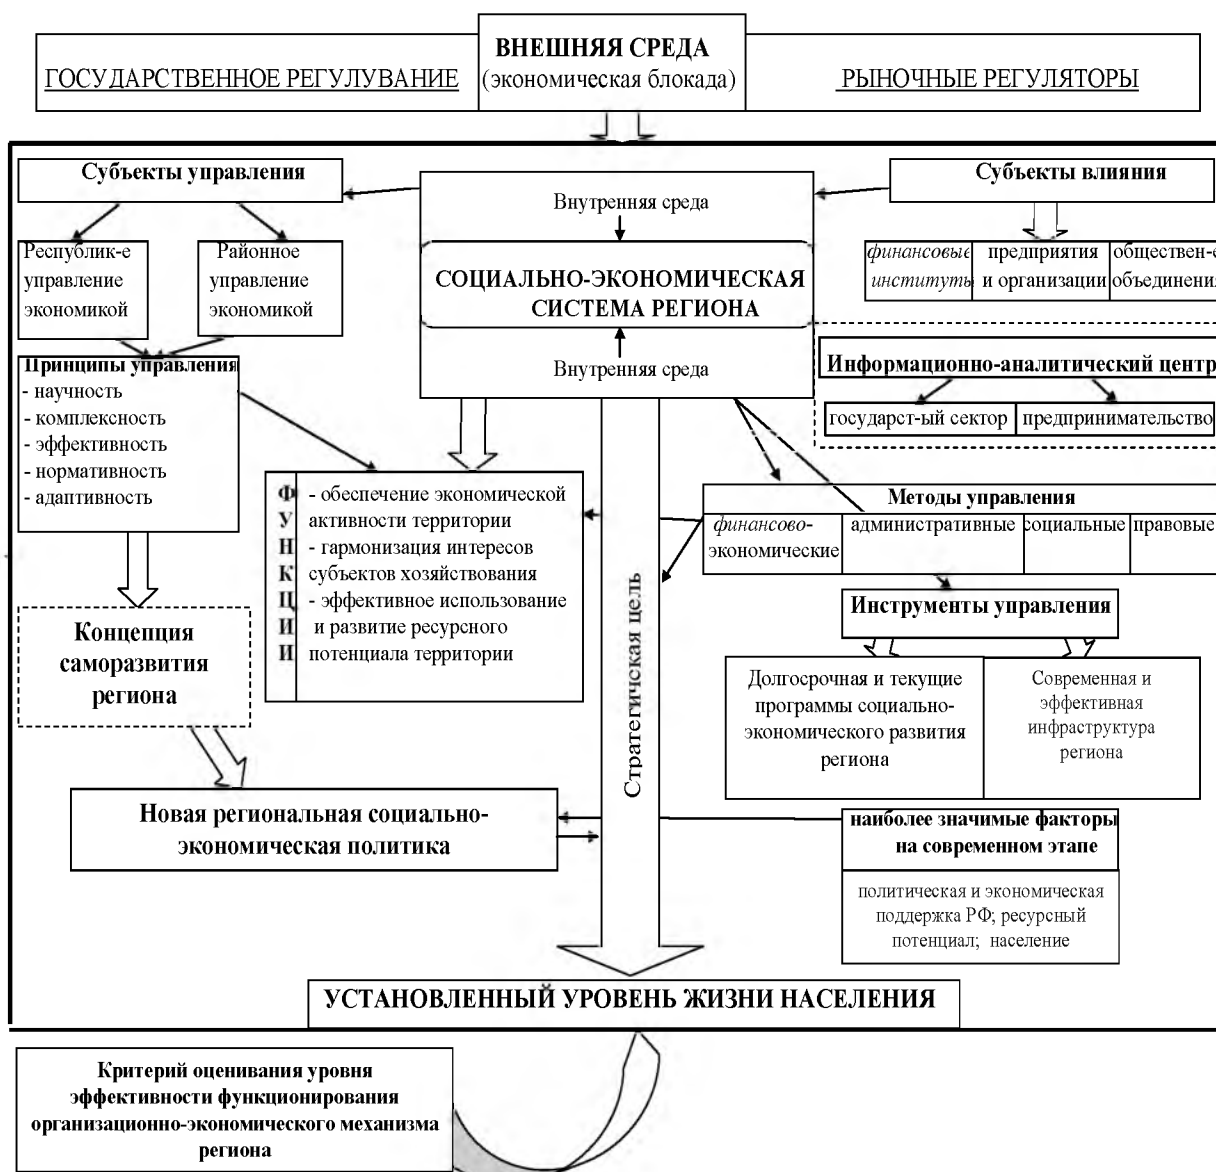 ВНЕШНЯЯ СРЕДА
(экономическая блокада)
ГОСУДАРСТВЕННОЕ РЕГУЛУВАНИЕ
РЫНОЧНЫЕ РЕГУЛЯТОРЫ
Субъекты управления
Республик-е
управление
экономикой
Районное
управление
экономикой
Внутренняя среда
СОЦИАЛЬНО-ЭКОНОМИЧЕСКАЯ
СИСТЕМА РЕГИОНА
Внутренняя среда
Субъекты влияния
финансовые
институты
предприятия
и организации
обществен-е
объединения
Информационно-аналитический центр
государст-ый сектор
предпринимательство
Принципы управления
- научность
- комплексность
- эффективность
- нормативность
- адаптивность
ФУНКЦИИ
- обеспечение экономической
активности территории
- гармонизация интересов
субъектов хозяйствования
- эффективное использование
и развитие ресурсного
потенциала территории
Методы управления
финансово-
экономические
административные
социальные
правовые
Инструменты управления
Долгосрочная и текущие
программы социально-
экономического развития
региона
Современная и
эффективная
инфраструктура
региона
Концепция
саморазвития
региона
Стратегичская цель
Новая региональная социально-
экономическая политика
наиболее значимые факторы
на современном этапе
политическая и экономическая
поддержка РФ; ресурсный
потенциал; население
УСТАНОВЛЕННЫЙ УРОВЕНЬ ЖИЗНИ НАСЕЛЕНИЯ
Критерий оценивания уровня
эффективности функционирования
организационно-экономического механизма
региона